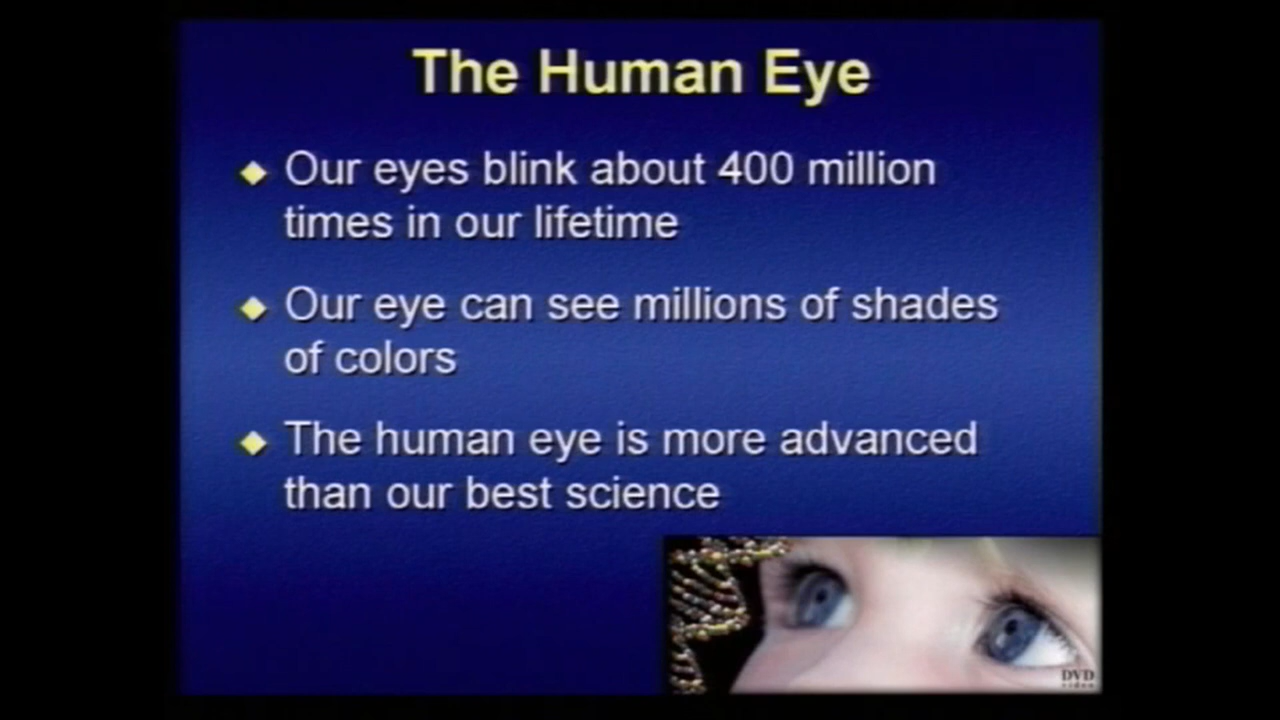 The Human Eye
Our eyes blink about 400 million
times in our lifetime
Our eye can see millions of shades
of colors
The human eye is more advanced
than our best science
DVD
video